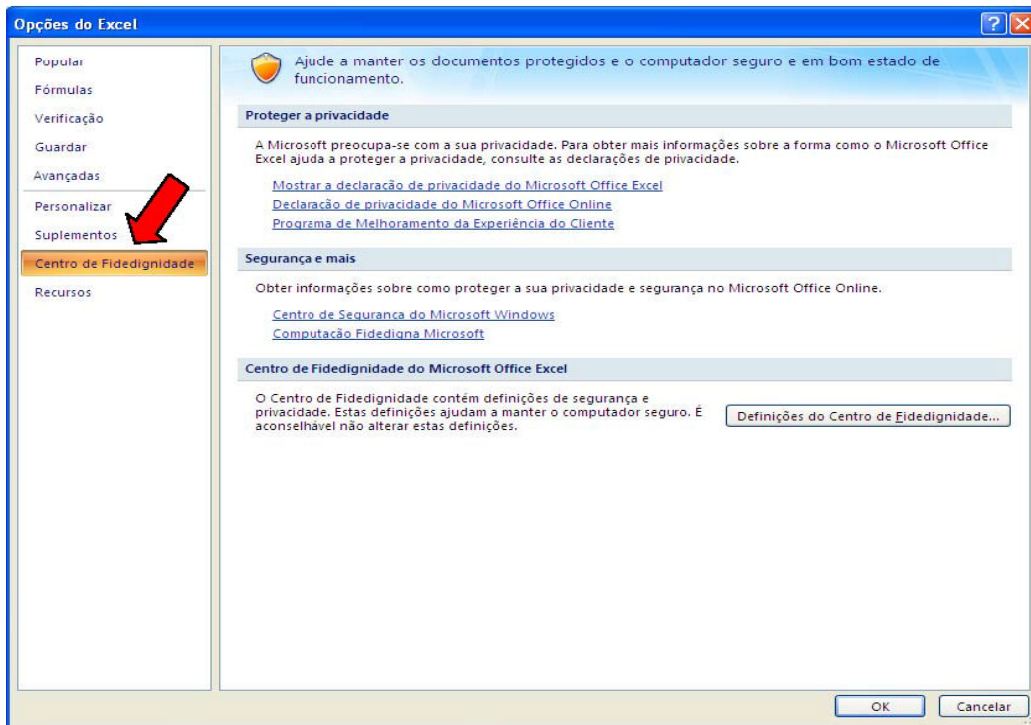 Opções do Excel
Popular
Fórmulas
Verificação
Guardar
Avançadas
Personalizar
Suplementos
Centro de Fidedignidade
Recursos
Ajude a manter os documentos protegidos e o computador seguro e em bom estado de
funcionamento.
Proteger a privacidade
A Microsoft preocupa-se com a sua privacidade. Para obter mais informações sobre a forma como o Microsoft Office
Excel ajuda a proteger a privacidade, consulte as declarações de privacidade.
Mostrar a declaração de privacidade do Microsoft Office Excel
Declaração de privacidade do Microsoft Office Online
Programa de Melhoramento da Experiência do Cliente
Segurança e mais
Obter informações sobre como proteger a sua privacidade e segurança no Microsoft Office Online.
Centro de Segurança do Microsoft Windows
Computação Fidedigna Microsoft
Centro de Fidedignidade do Microsoft Office Excel
O Centro de Fidedignidade contém definições de segurança e
privacidade. Estas definições ajudam a manter o computador seguro. É
aconselhável não alterar estas definições.
Definições do Centro de Fidedignidade...
OK
Cancelar